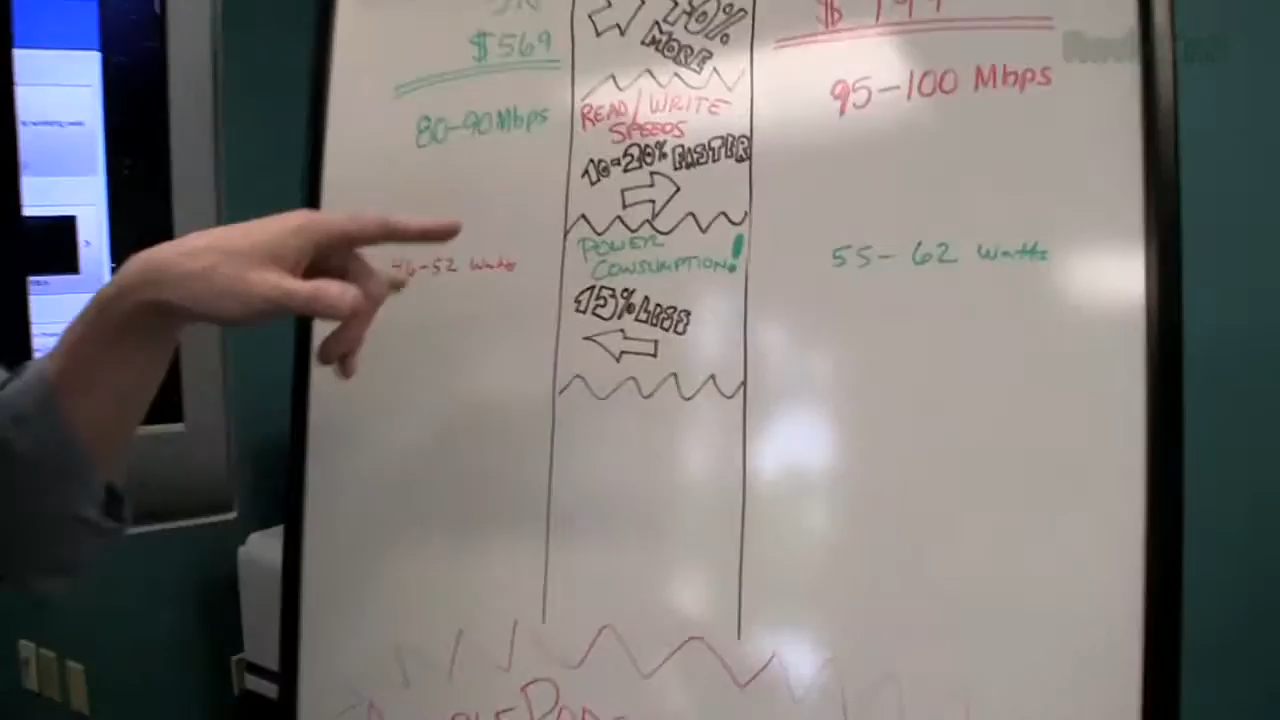 $569
80-90 Mbps
40% MORE
READ/WRITE
SPEEDS
10-20% FASTER
POWER
CONSUMPTION!
15% LESS
95-100 Mbps
46-52 Watts
55-62 Watts